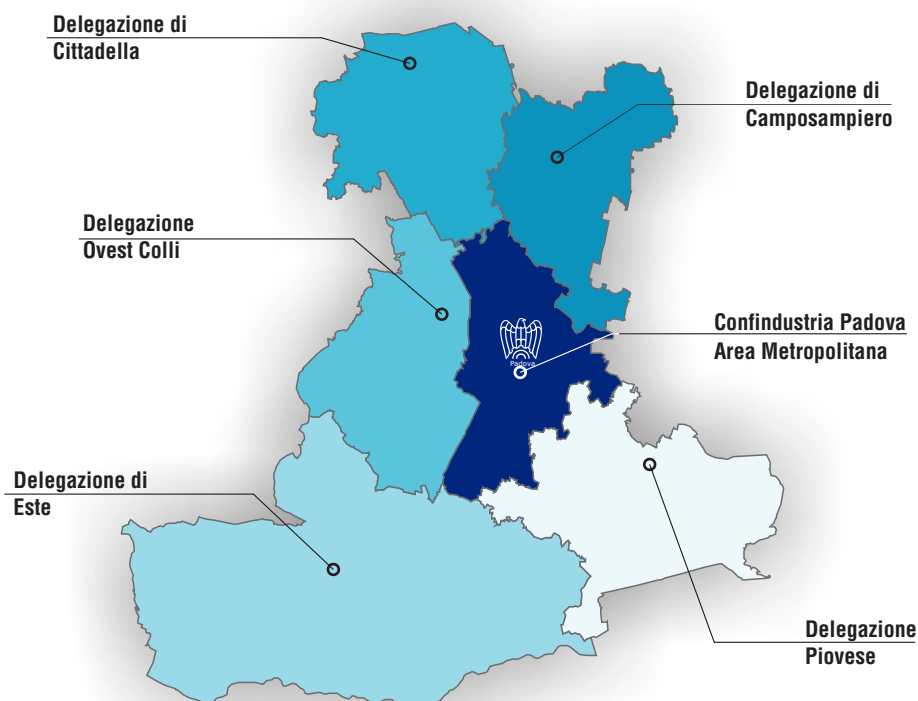 Delegazione di
Cittadella
Delegazione di
Camposampiero
Delegazione
Ovest Colli
Confindustria Padova
Area Metropolitana
Padova
Delegazione di
Este
Delegazione
Piovese